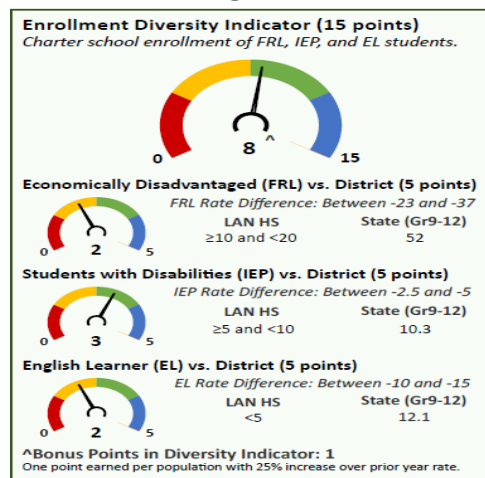 Enrollment Diversity Indicator (15 points)
Charter school enrollment of FRL, IEP, and EL students.
0
8
^
15
Economically Disadvantaged (FRL) vs. District (5 points)
FRL Rate Difference: Between -23 and -37
LAN HS State (Gr9-12)
≥10 and <20 52
0 2 5
Students with Disabilities (IEP) vs. District (5 points)
IEP Rate Difference: Between -2.5 and -5
LAN HS State (Gr9-12)
≥5 and <10 10.3
0 3 5
English Learner (EL) vs. District (5 points)
EL Rate Difference: Between -10 and -15
LAN HS State (Gr9-12)
<5 12.1
0 2 5
^Bonus Points in Diversity Indicator: 1
One point earned per population with 25% increase over prior year rate.